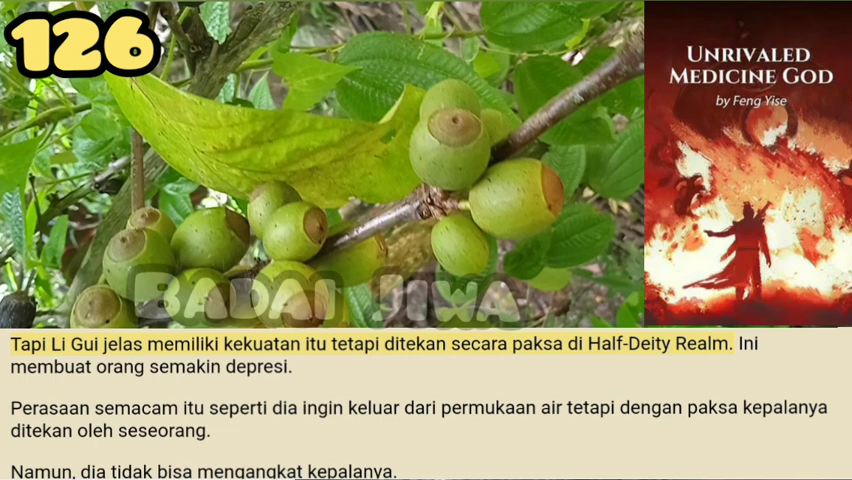 126
UNRIVALED
MEDICINE GOD
by Feng Yise
BADAI JIWA
Tapi Li Gui jelas memiliki kekuatan itu tetapi ditekan secara paksa di Half-Deity Realm. Ini
membuat orang semakin depresi.
Perasaan semacam itu seperti dia ingin keluar dari permukaan air tetapi dengan paksa kepalanya
ditekan oleh seseorang.
Namun, dia tidak bisa mengangkat kepalanya.